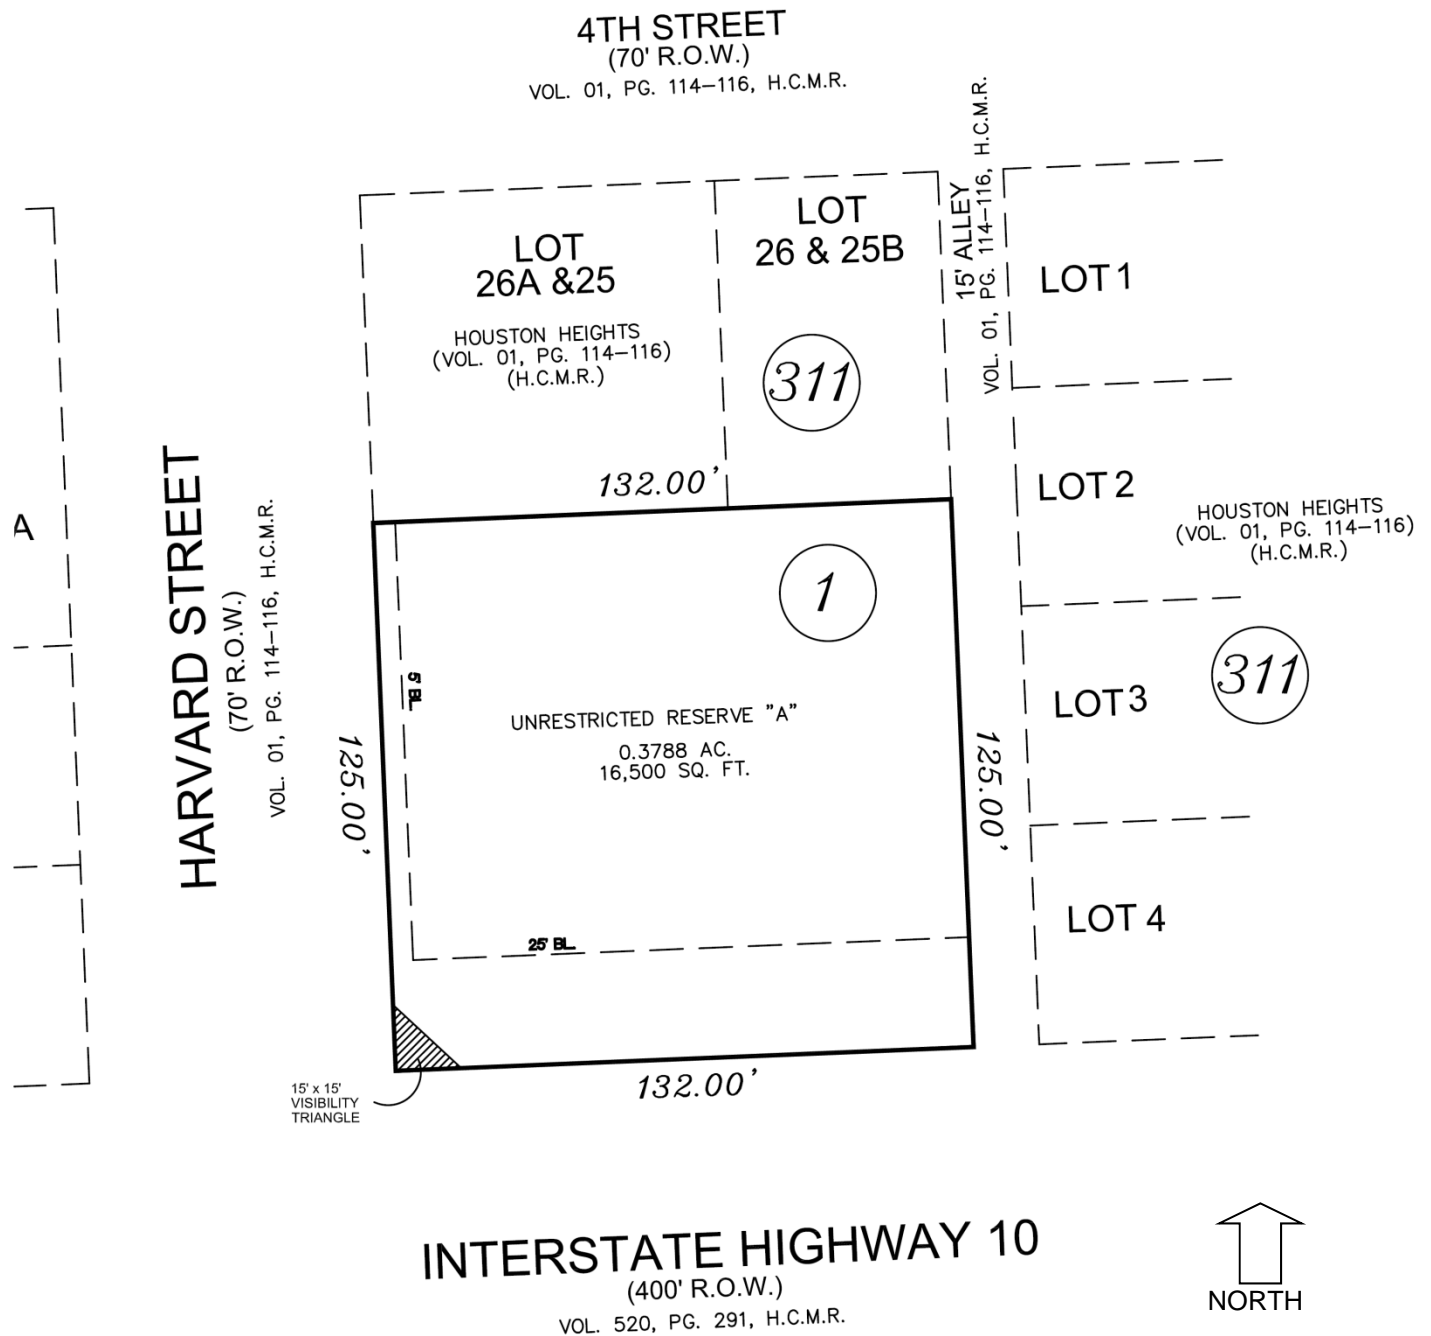 4TH STREET
(70' R.O.W.)
VOL. 01, PG. 114–116, H.C.M.R.
15' ALLEY
VOL. 01, PG. 114–116, H.C.M.R.
LOT
26A &25
HOUSTON HEIGHTS
(VOL. 01, PG. 114–116)
(H.C.M.R.)
LOT
26 & 25B
311
LOT 1
LOT 2
HOUSTON HEIGHTS
(VOL. 01, PG. 114–116)
(H.C.M.R.)
311
LOT 3
LOT 4
A
HARVARD STREET
(70' R.O.W.)
VOL. 01, PG. 114–116, H.C.M.R.
132.00'
1
5' BL.
UNRESTRICTED RESERVE "A"
0.3788 AC.
16,500 SQ. FT.
125.00'
125.00'
25' BL.
132.00'
15' x 15'
VISIBILITY
TRIANGLE
INTERSTATE HIGHWAY 10
(400' R.O.W.)
VOL. 520, PG. 291, H.C.M.R.
NORTH